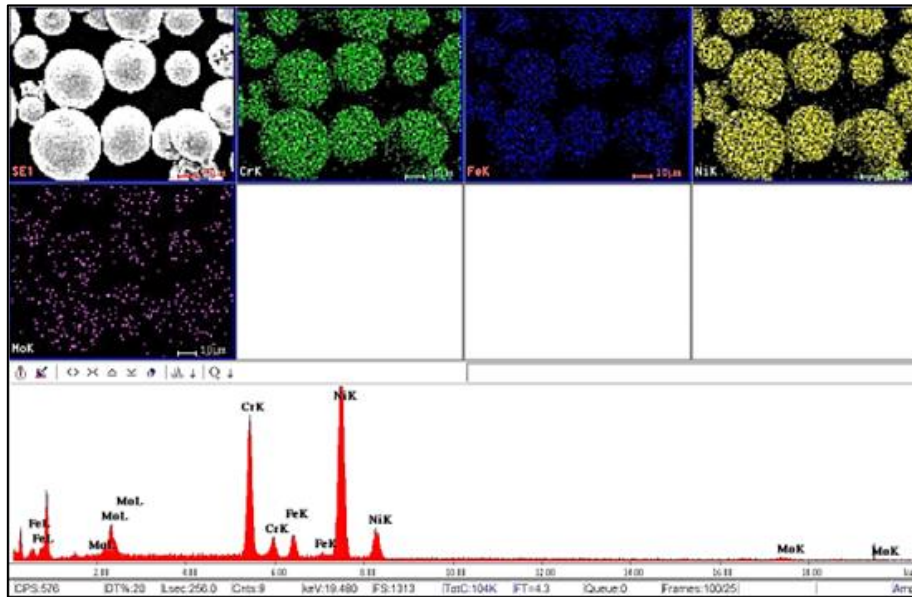 SE1
CrK 10µm
FeK 10µm
NiK
MoK 10µm
NiK
CrK
MoL
MoL
FeL
FeL
MoL
CrK
FeK
FeK
NiK
MoK
MoK
2.00 4.00 6.00 8.00 10.00 12.00 14.00 16.00 18.00
CPS:576 DT%:20 Lsec:256.0 Cnts:9 keV:19.480 FS:1313 TotC:104K FT=4.3 Queue:0 Frames:100/25